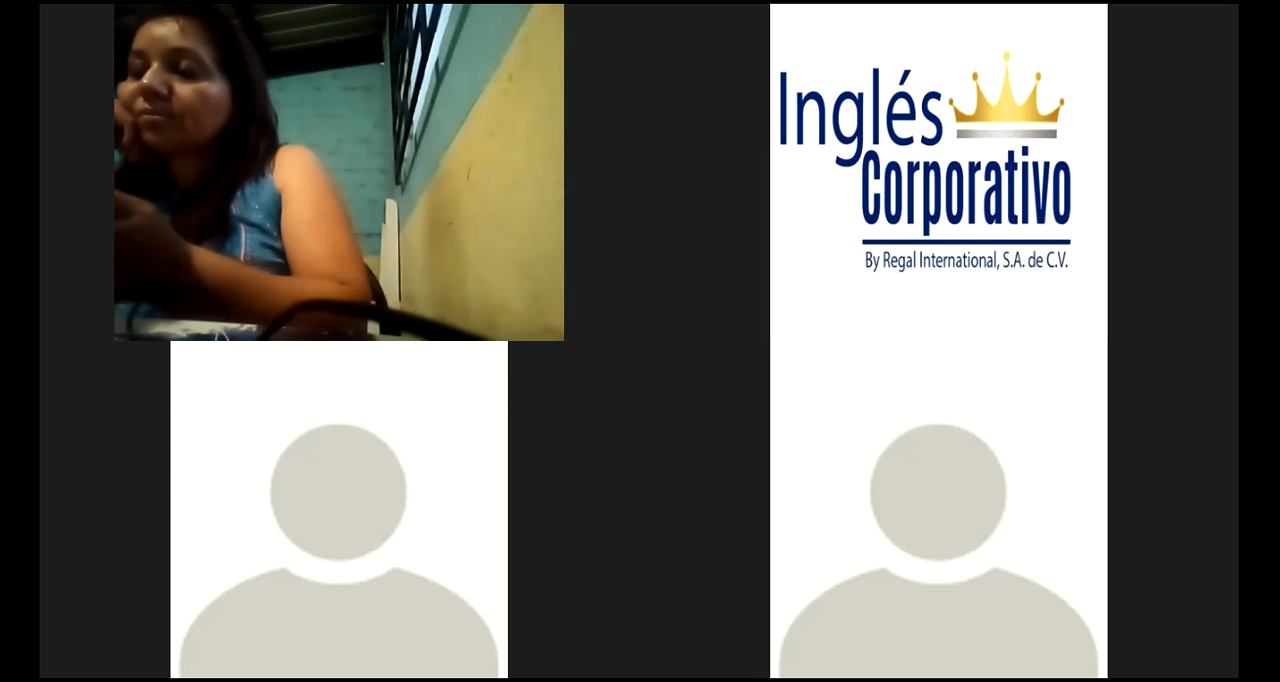 Inglés
Corporativo
By Regal International, S.A. de C.V.